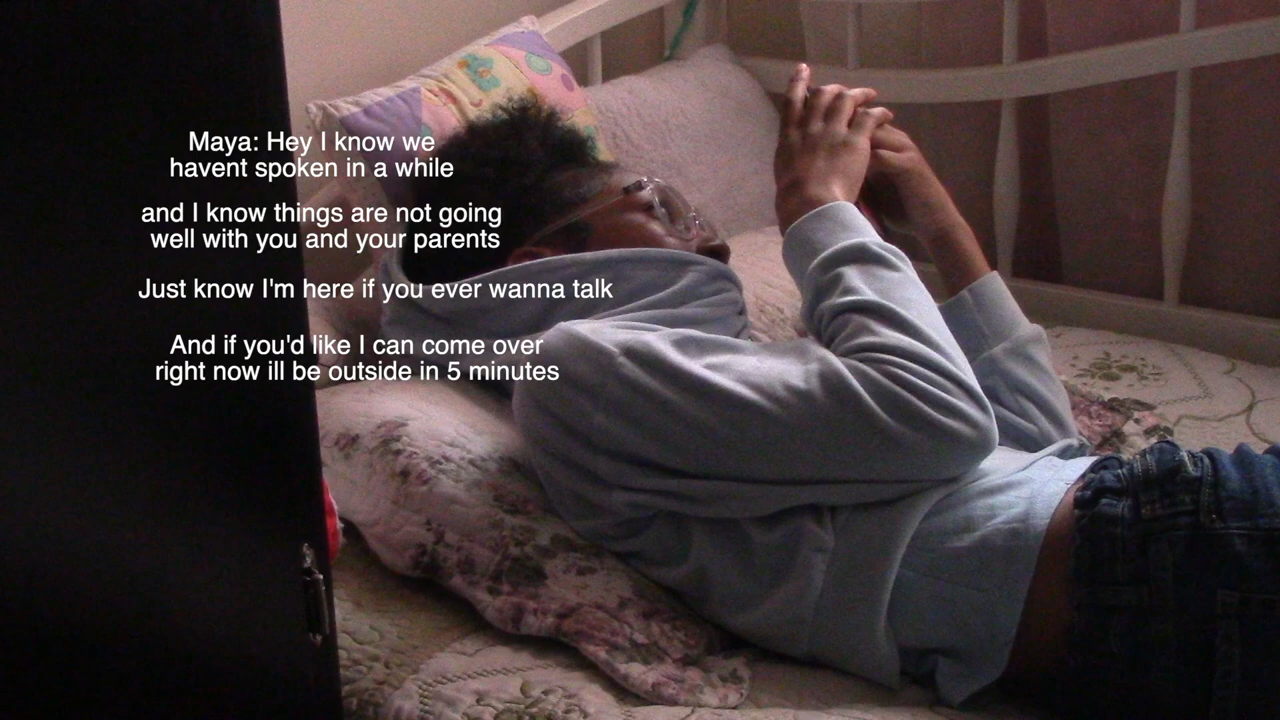 Maya: Hey I know we
havent spoken in a while
and I know things are not going
well with you and your parents
Just know I'm here if you ever wanna talk
And if you'd like I can come over
right now ill be outside in 5 minutes